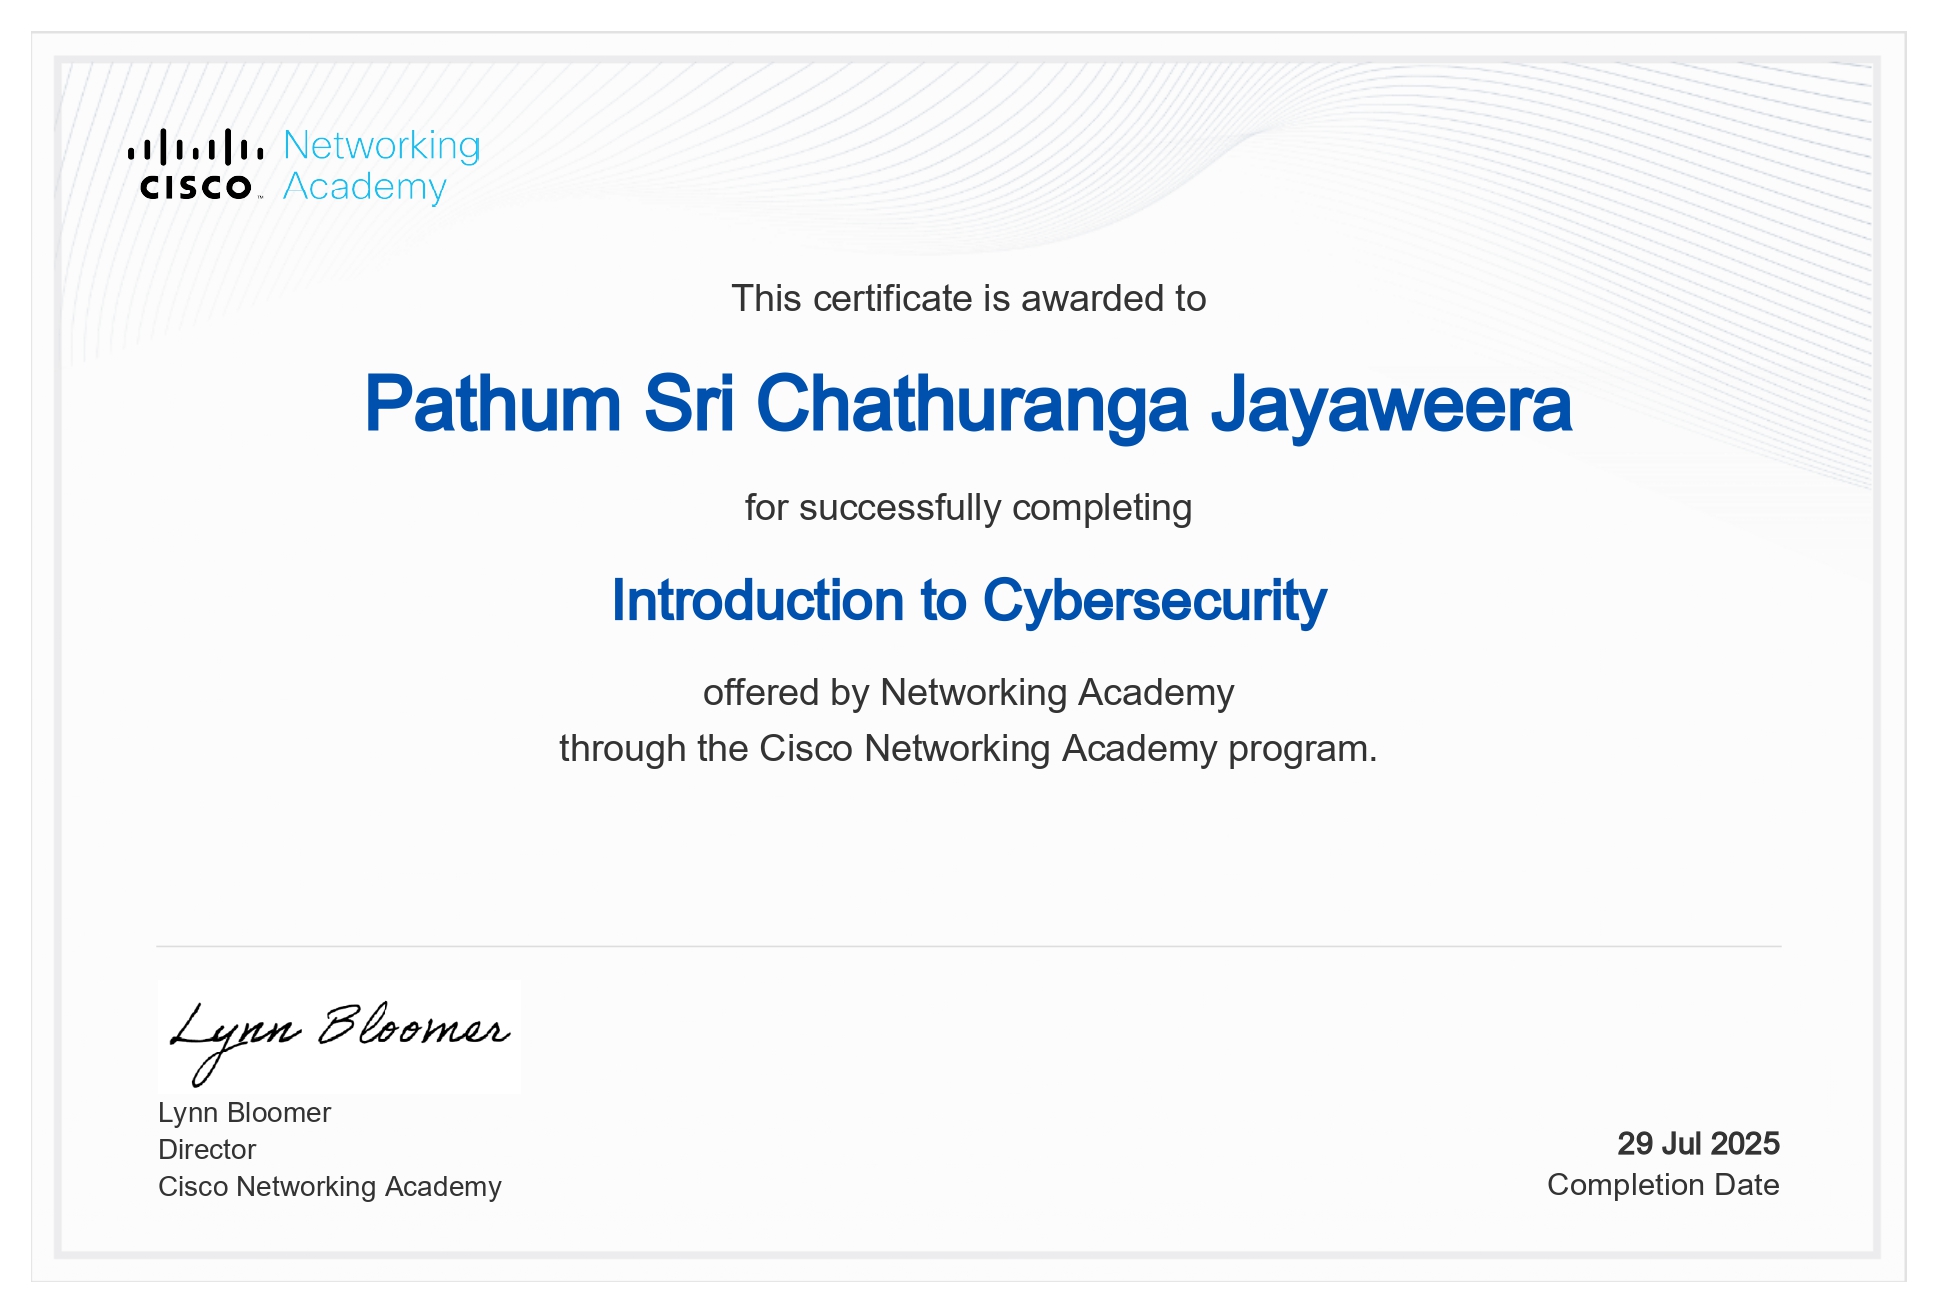 Networking
Academy
CISCO
This certificate is awarded to
Pathum Sri Chathuranga Jayaweera
for successfully completing
Introduction to Cybersecurity
offered by Networking Academy
through the Cisco Networking Academy program.
Lynn Bloomer
Lynn Bloomer
Director
Cisco Networking Academy
29 Jul 2025
Completion Date